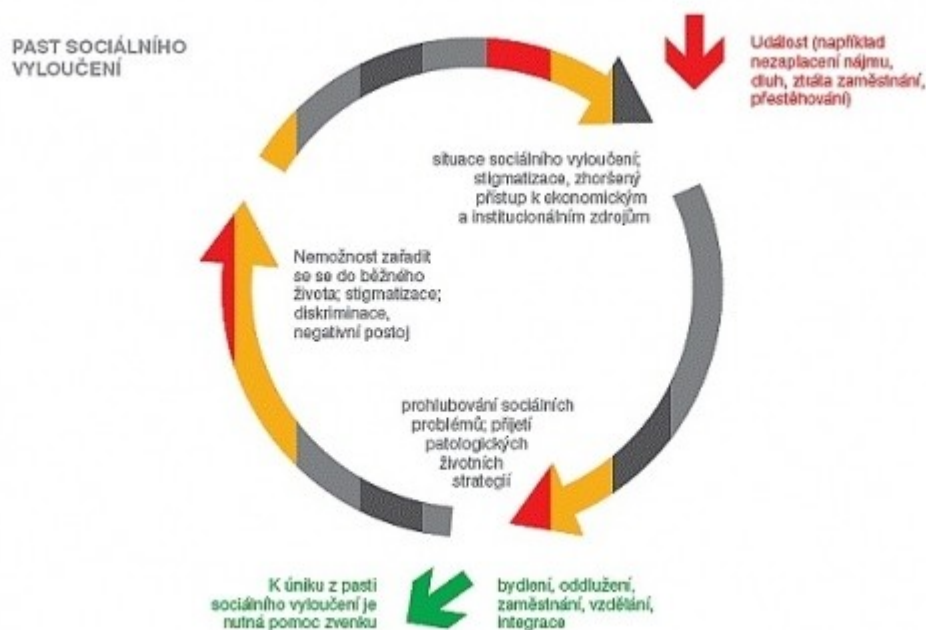 PAST SOCIÁLNÍHO
VYLOUČENÍ
Událost (například
nezaplacení nájmu,
dluh, ztráta zaměstnání,
přestěhování)
situace sociálního vyloučení;
stigmatizace, zhoršený
přístup k ekonomickým
a institucionálním zdrojům
Nemožnost zařadit
se se do běžného
života; stigmatizace;
diskriminace,
negativní postoj
prohlubování sociálních
problémů; přijetí
patologických
životních
strategií
K úniku z pasti
sociálního vyloučení je
nutná pomoc zvenku
bydlení, oddlužení,
zaměstnání, vzdělání,
integrace